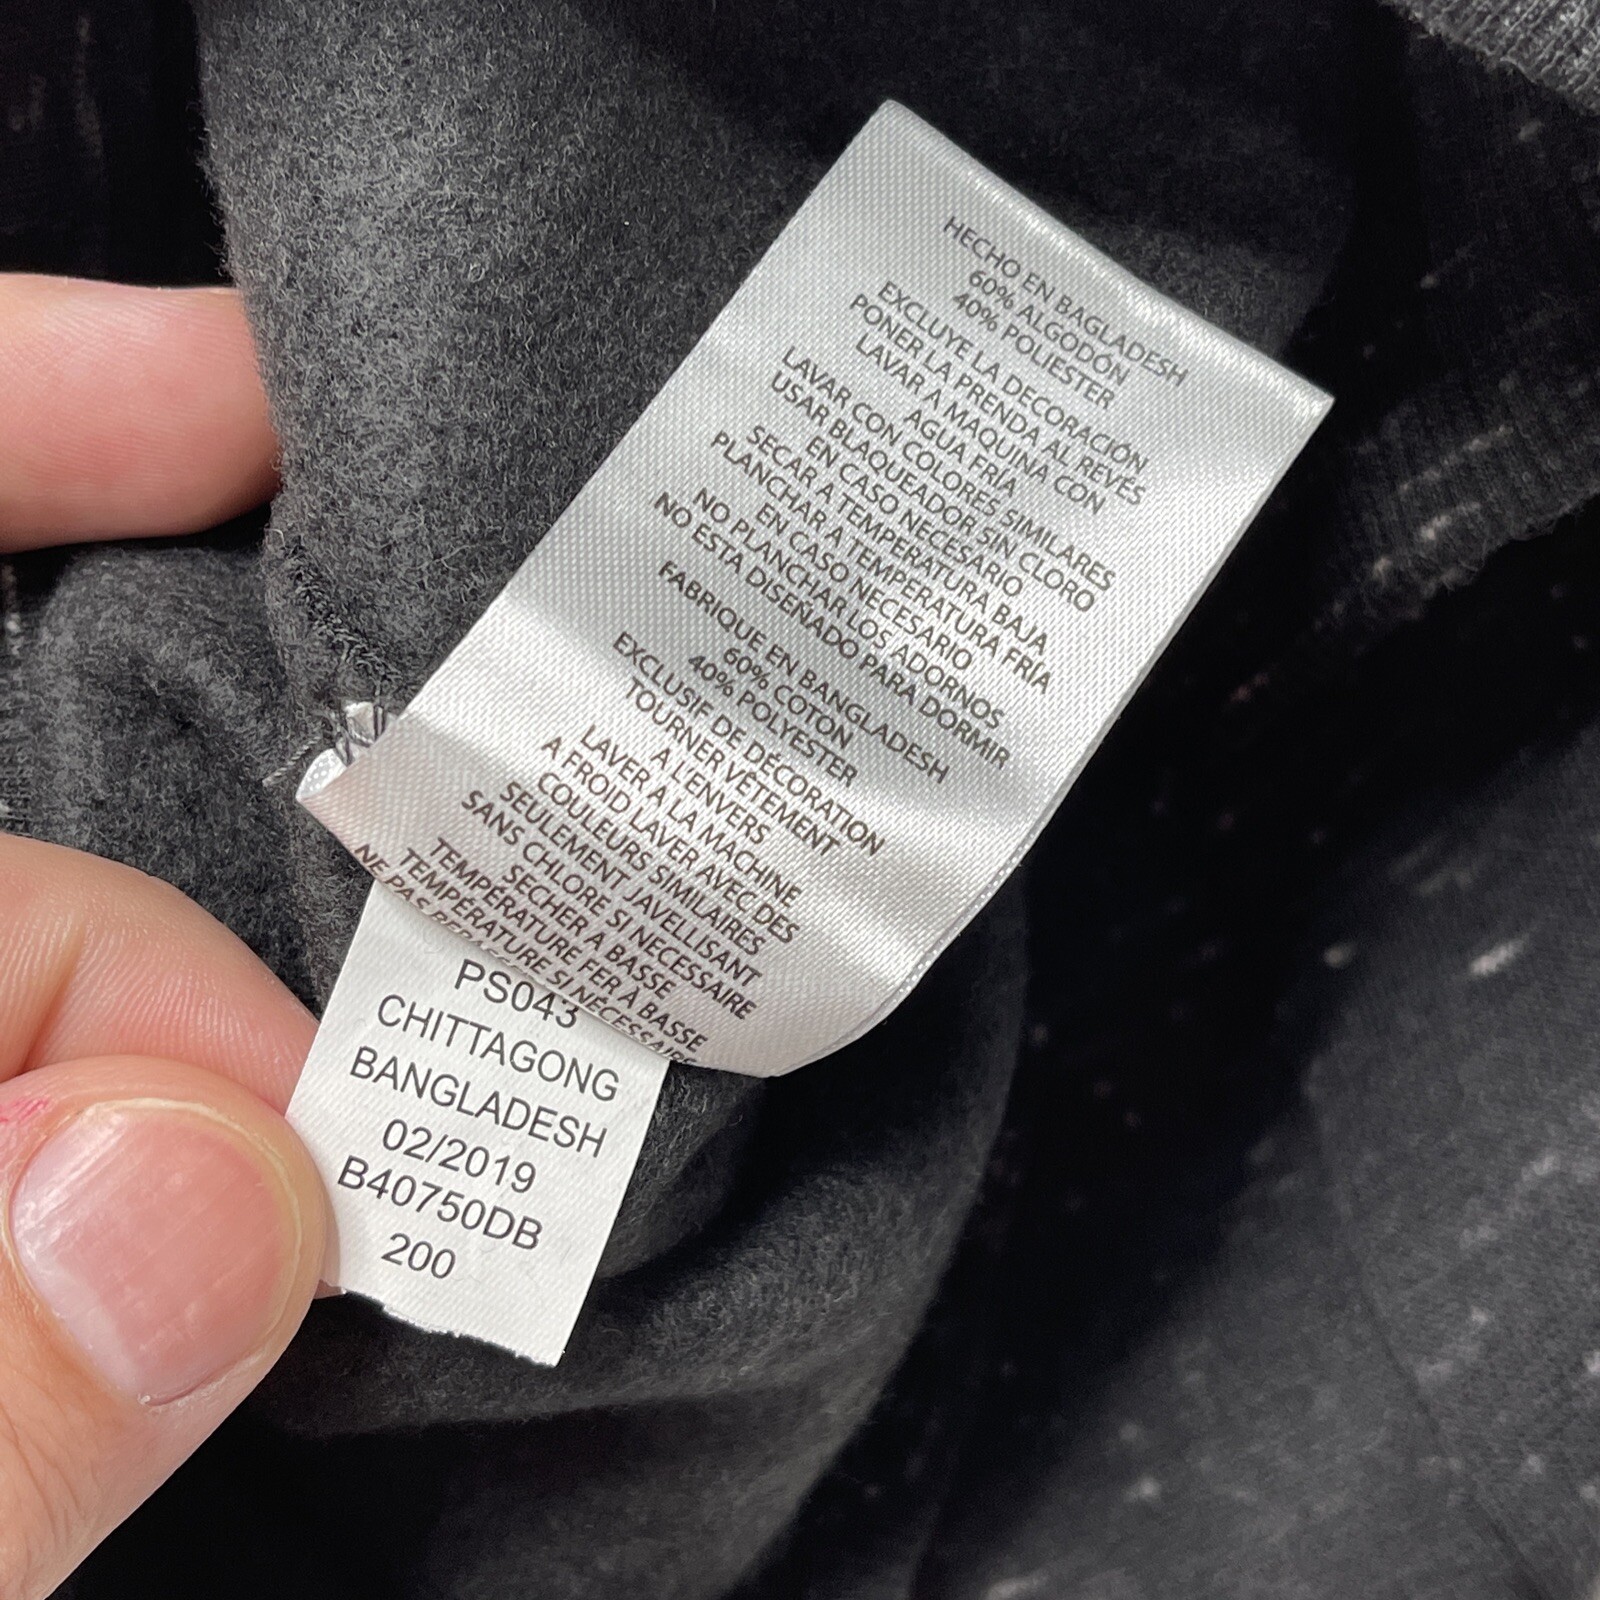 HECHO EN BAGLADESH
60% ALGODÓN
40% POLIESTER
EXCLUYE LA DECORACIÓN
PONER LA PRENDA AL REVÉS
LAVAR A MAQUINA CON
AGUA FRÍA
LAVAR CON COLORES SIMILARES
USAR BLAQUEADOR SIN CLORO
EN CASO NECESARIO
SECAR A TEMPERATURA BAJA
PLANCHAR A TEMPERATURA FRÍA
EN CASO NECESARIO
NO PLANCHAR LOS ADORNOS
NO ESTA DISEÑADO PARA DORMIR
FABRIQUE EN BANGLADESH
60% COTON
40% POLYESTER
EXCLUSIF DE DÉCORATION
TOURNER VÊTEMENT
A L'ENVERS
LAVER A LA MACHINE
A FROID LAVER AVEC DES
COULEURS SIMILAIRES
SEULEMENT JAVELLISANT
SANS CHLORE SI NECESSAIRE
SECHER A BASSE
TEMPÉRATURE FER À BASSE
TEMPÉRATURE SI NÉCESSAIRE
NE PAS
PS043
CHITTAGONG
BANGLADESH
02/2019
B40750DB
200